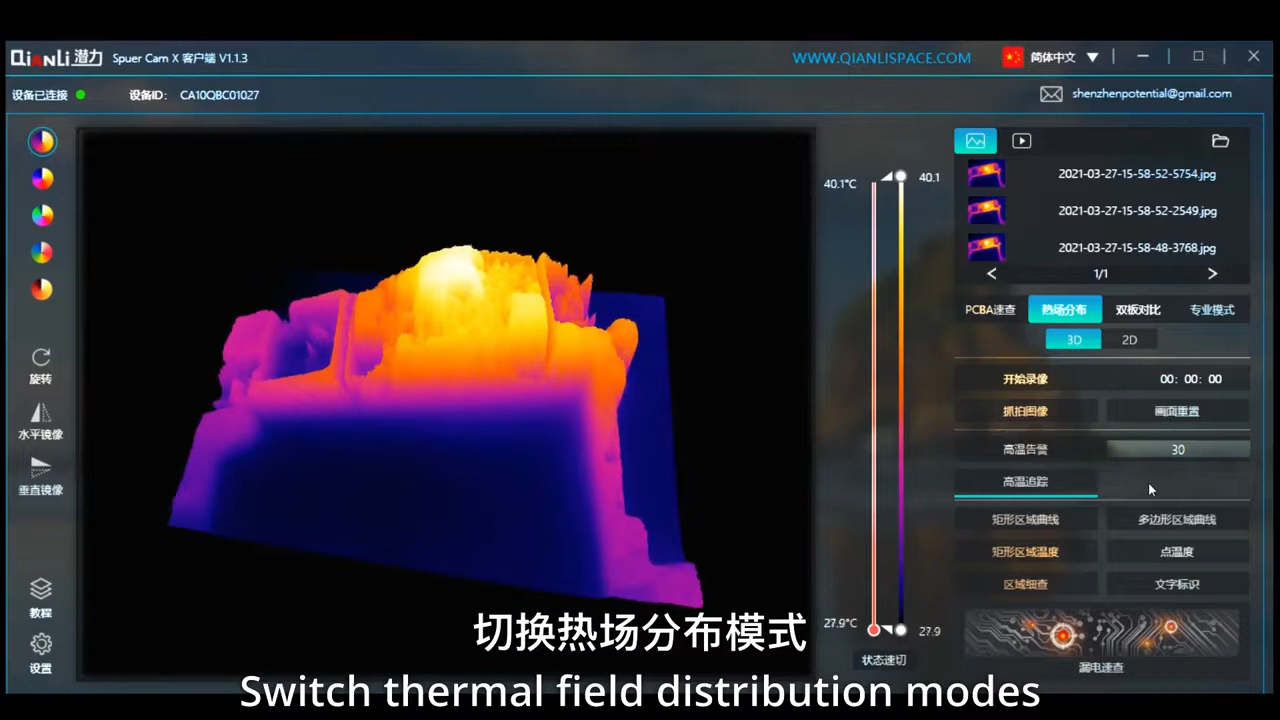 QianLi潜力 Spuer Cam X 客户端 V1.1.3
WWW.QIANLISPACE.COM
简体中文
设备已连接
设备ID: CA10QBC01027
shenzhenpotential@gmail.com
旋转
水平镜像
垂直镜像
教程
设置
40.1°C
40.1
27.9°C
27.9
状态速切
2021-03-27-15-58-52-5754.jpg
2021-03-27-15-58-52-2549.jpg
2021-03-27-15-58-48-3768.jpg
< 1/1 >
PCBA速查 热场分布 双板对比 专业模式
3D 2D
开始录像 00: 00: 00
抓拍图像 画面重置
高温告警 30
高温追踪
矩形区域曲线 多边形区域曲线
矩形区域温度 点温度
区域细查 文字标识
漏电速查
切换热场分布模式
Switch thermal field distribution modes